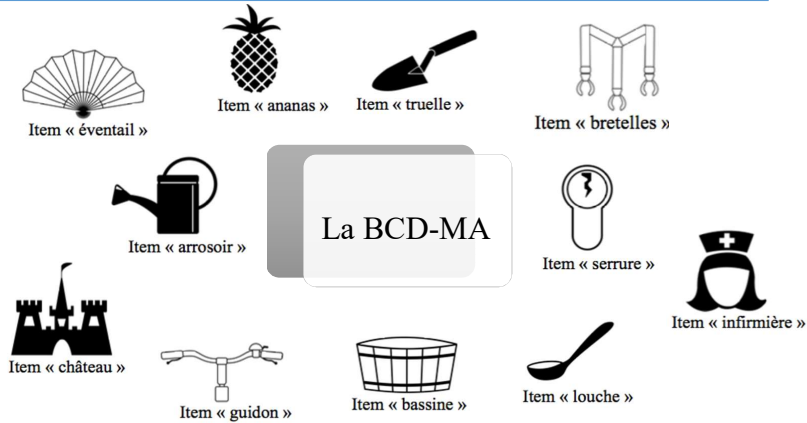 Item « éventail »
Item « ananas »
Item « truelle »
Item « bretelles »
Item « arrosoir »
La BCD-MA
Item « serrure »
Item « infirmière »
Item « château »
Item « guidon »
Item « bassine »
Item « louche »